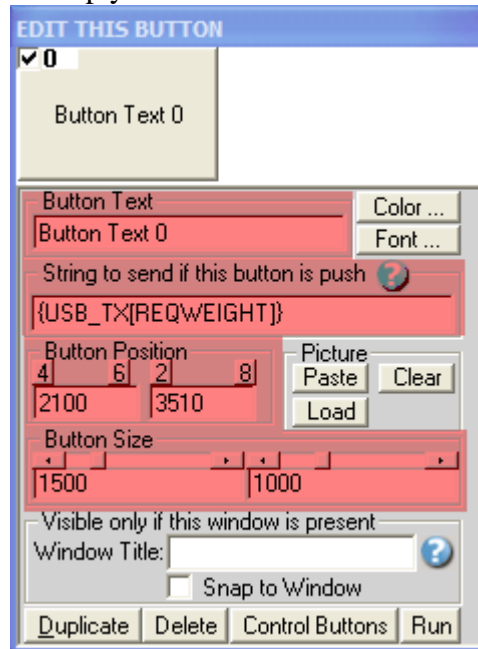 EDIT THIS BUTTON
0
Button Text 0
Button Text
Color ...
Button Text 0
Font ...
String to send if this button is push
{USB_TX[REQWEIGHT]}
Button Position
Picture
4 6 2 8
Paste Clear
2100 3510
Load
Button Size
1500 1000
Visible only if this window is present
Window Title:
Snap to Window
Duplicate Delete Control Buttons Run